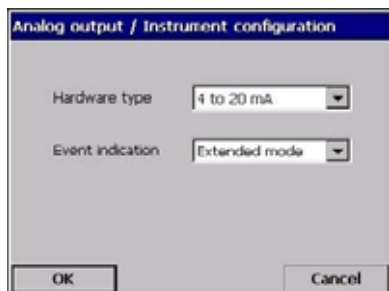 Analog output / Instrument configuration
Hardware type 4 to 20 mA
Event indication Extended mode
OK Cancel